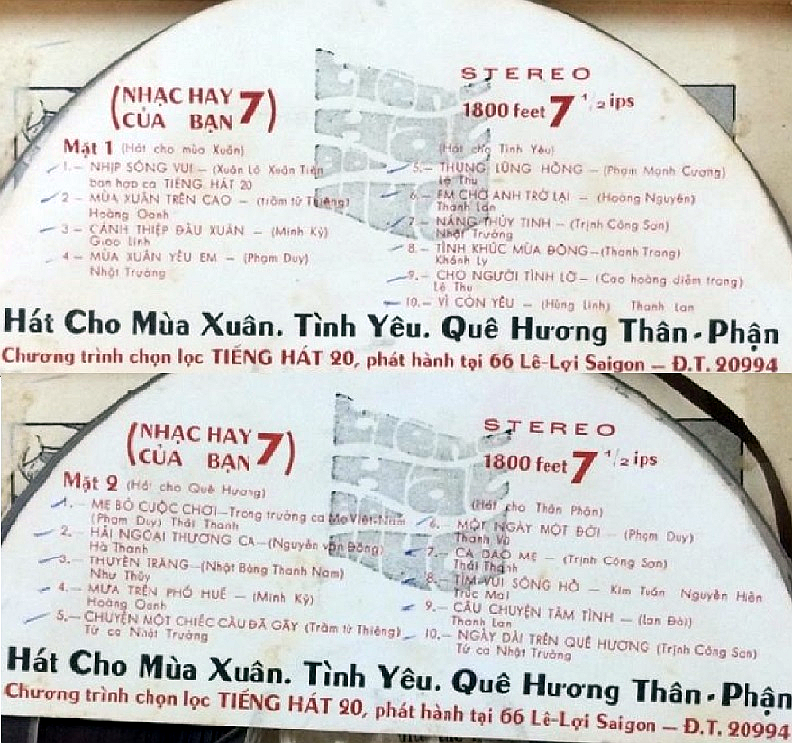 (NHẠC HAY 7)
(CỦA BẠN 7)
STEREO
1800 feet 7 1/2 ips
Mặt 1 (Hát cho mùa Xuân)
1.— NHỊP SÔNG VUI — (Xuân Lô Xuân Tiên
ban hợp ca TIẾNG HÁT 20
2 — MÙA XUÂN TRÊN CAO — (Trầm tử Thiêng)
Hoàng Oanh
3 — CÁNH THIỆP ĐẦU XUÂN — (Minh Kỳ)
Giao Linh
4 — MÙA XUÂN YÊU EM — (Phạm Duy)
Nhật Trường
(Hát cho Tình Yêu)
5.— THUNG LŨNG HỒNG — (Phạm Mạnh Cương)
Lệ Thu
6.— EM CHỜ ANH TRỞ LẠI — (Hoàng Nguyên)
Thanh Lan
7 — NẮNG THỦY TINH — (Trịnh Công Sơn)
Nhật Trường
8.— TÌNH KHÚC MÙA ĐÔNG—(Thanh Trang)
Khánh Ly
9.— CHO NGƯỜI TÌNH LỠ — (Cao hoàng diễm trang)
Lệ Thu
10.— VÌ CÒN YÊU — (Hùng Linh) Thanh Lan
Hát Cho Mùa Xuân. Tình Yêu. Quê Hương Thân - Phận
Chương trình chọn lọc TIẾNG HÁT 20, phát hành tại 66 Lê-Lợi Saigon — Đ.T. 20994
(NHẠC HAY 7)
(CỦA BẠN 7)
STEREO
1800 feet 7 1/2 ips
Mặt 2 (Hát cho Quê Hương)
1.— MẸ BỎ CUỘC CHƠI—Trong trường ca Mẹ Việt-Nam
(Phạm Duy) Thái Thanh
2.— HẢI NGOẠI THƯƠNG CA—(Nguyễn văn Đông)
Hà Thanh
3.— THUYỀN TRĂNG—(Nhật Bằng Thanh Nam)
Như Thủy
4.— MƯA TRÊN PHỐ HUẾ — (Minh Kỳ)
Hoàng Oanh
5.— CHUYỆN MỘT CHIẾC CẦU ĐÃ GÃY (Trầm tử Thiêng)
Tứ ca Nhật Trường
(Hát cho Thân Phận)
6.— MỘT NGÀY MỘT ĐỜI — (Phạm Duy)
Thanh Vũ
7.— CA DAO MẸ — (Trịnh Công Sơn)
Thái Thanh
8.— TÌM VUI SÔNG HỒ — Kim Tuấn Nguyễn Hiền
Trúc Mai
9.— CÂU CHUYỆN TÂM TÌNH — (Lan Đài)
Thanh Lan
10.— NGÀY DÀI TRÊN QUÊ HƯƠNG (Trịnh Công Sơn)
Tứ ca Nhật Trường
Hát Cho Mùa Xuân. Tình Yêu. Quê Hương Thân - Phận
Chương trình chọn lọc TIẾNG HÁT 20, phát hành tại 66 Lê-Lợi Saigon — Đ.T. 20994